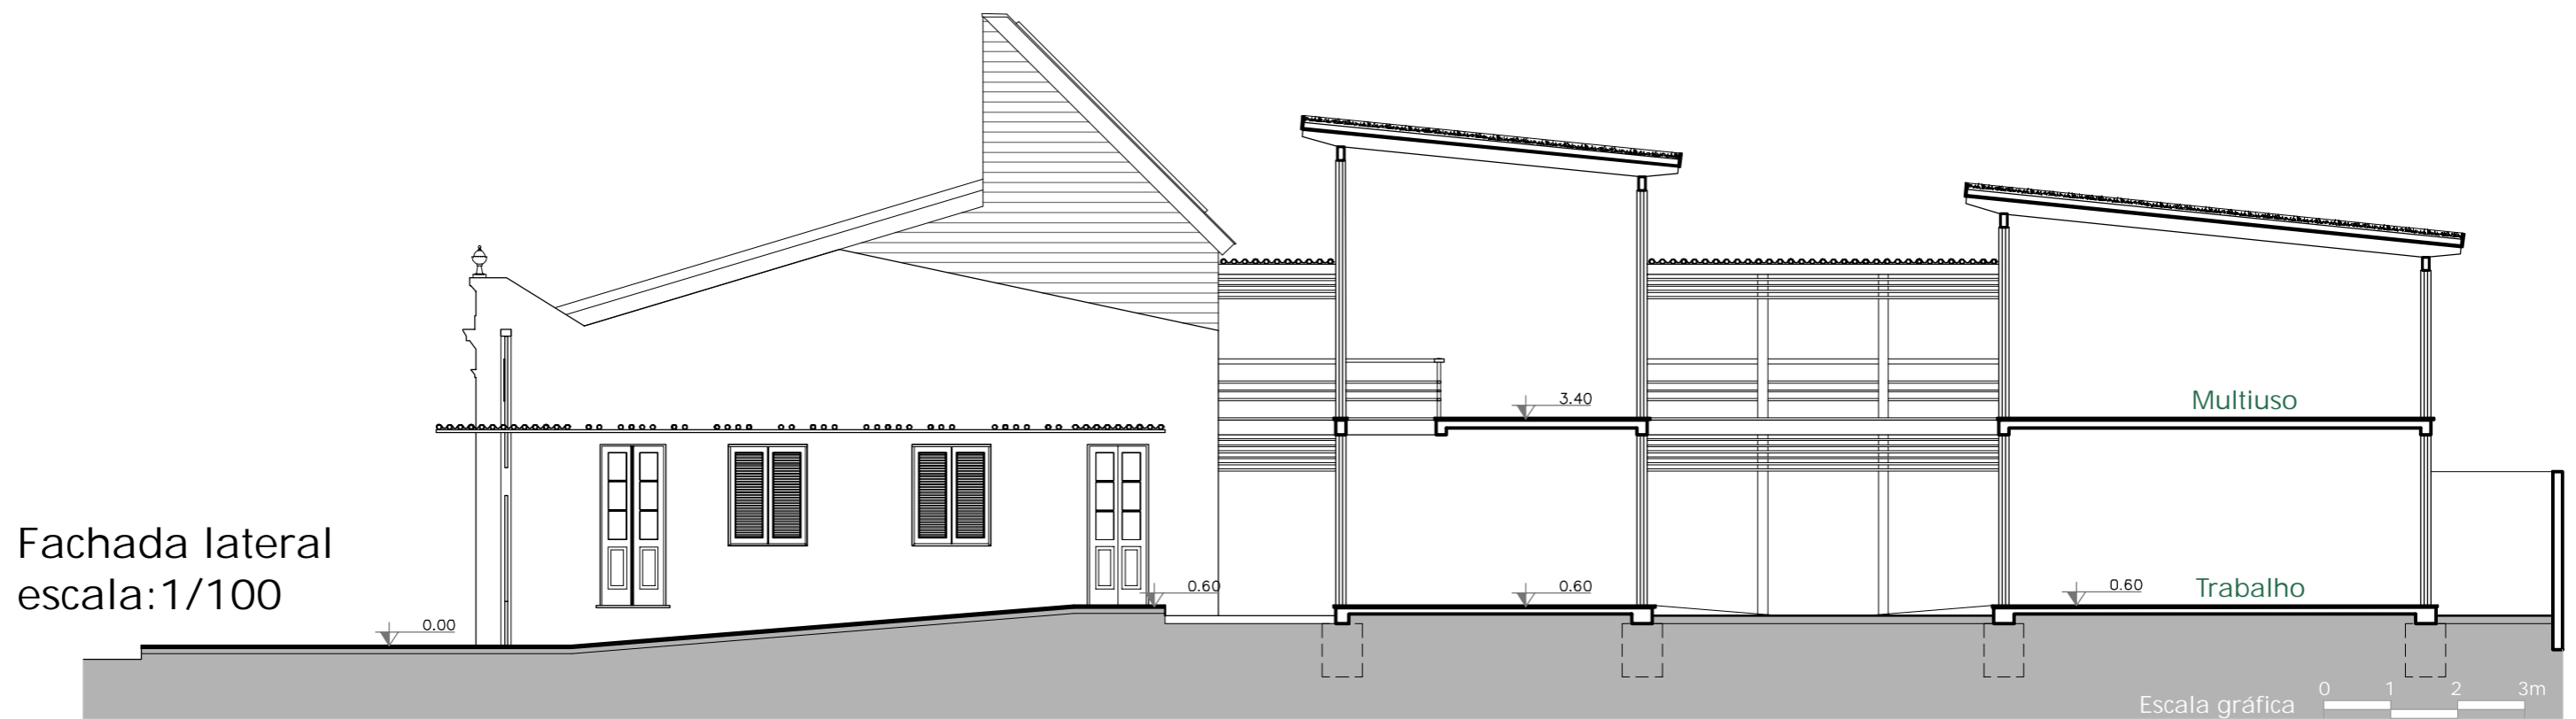 3.40
Multiuso
Fachada lateral
escala:1/100
0.00
0.60
0.60
0.60
Trabalho
Escala gráfica
0 1 2 3m